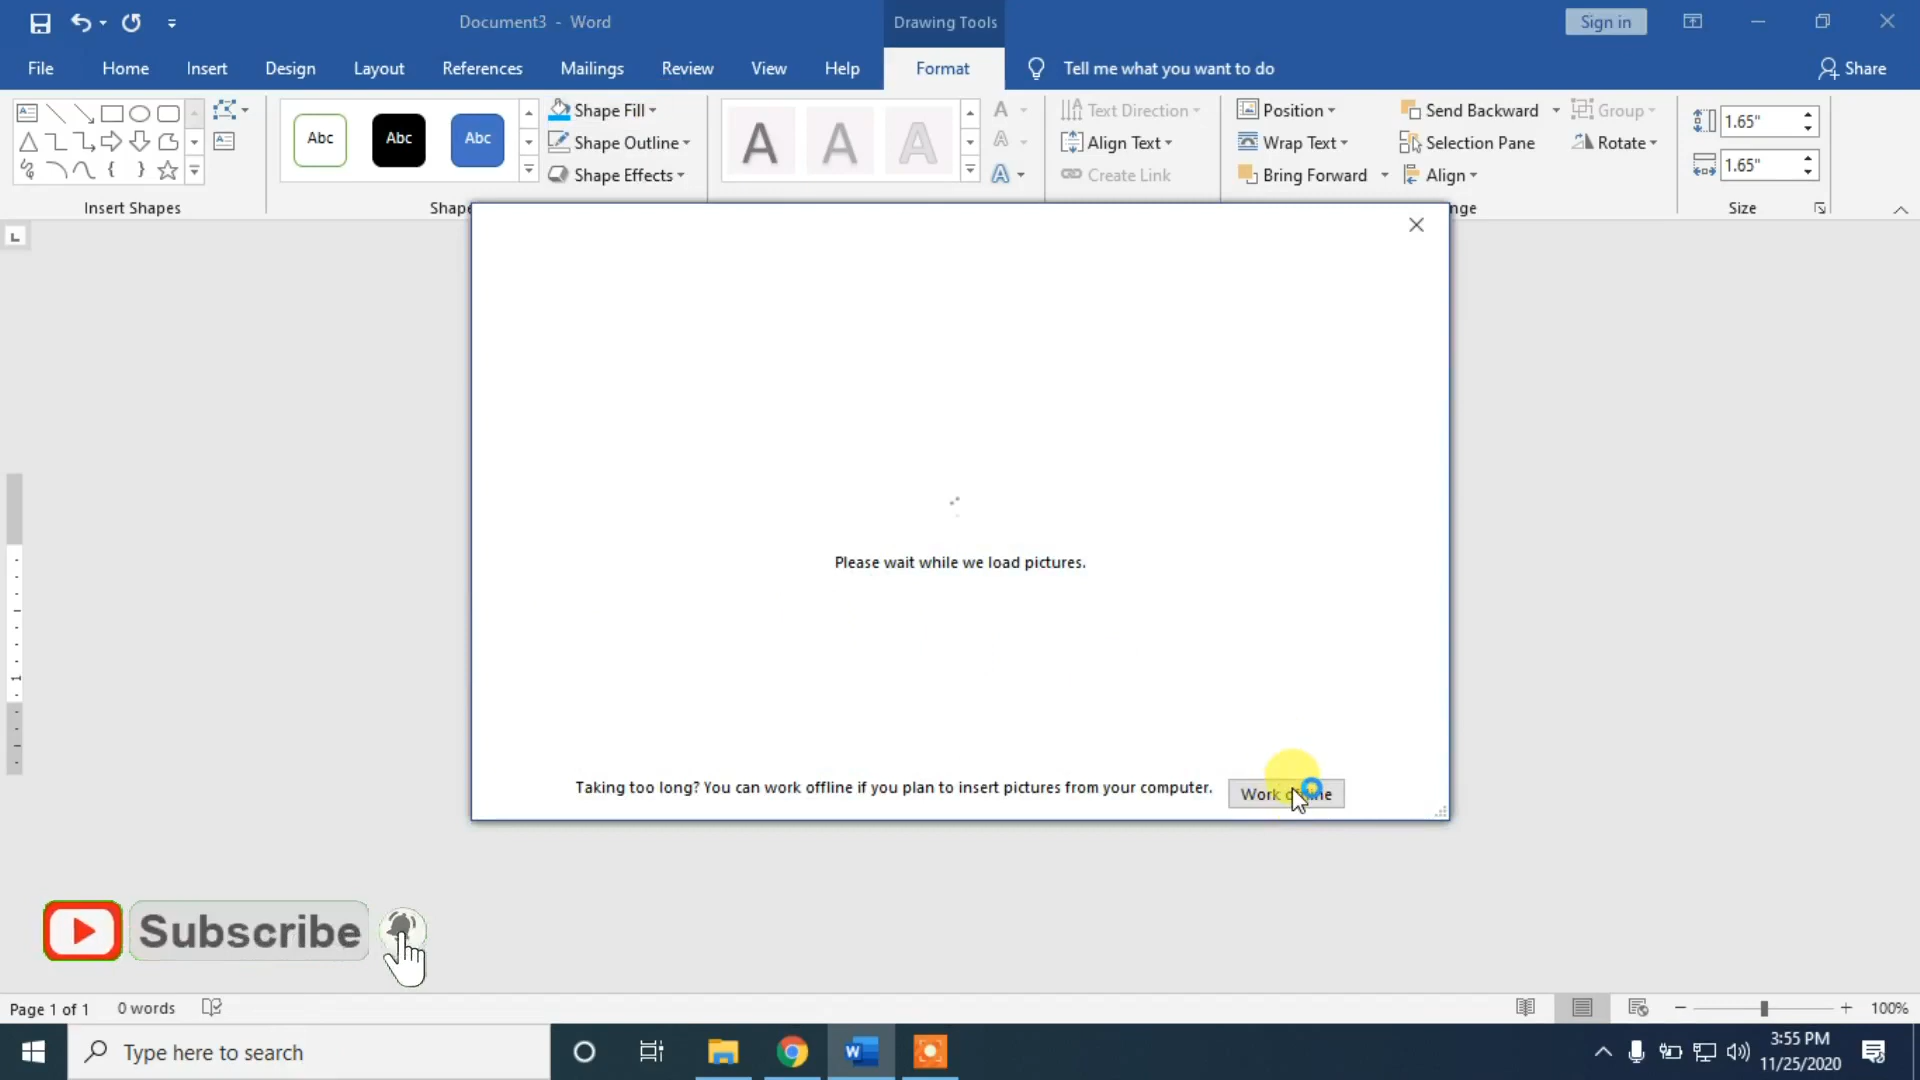 Document3 - Word
Drawing Tools
Sign in
File
Home
Insert
Design
Layout
References
Mailings
Review
View
Help
Format
Tell me what you want to do
Share
Abc
Abc
Abc
Shape Fill
Shape Outline
Shape Effects
A
A
A
A
A
A
Text Direction
Align Text
Create Link
Position
Wrap Text
Bring Forward
Send Backward
Selection Pane
Align
Group
Rotate
1.65"
1.65"
Insert Shapes
Size
Please wait while we load pictures.
Taking too long? You can work offline if you plan to insert pictures from your computer.
Work
Subscribe
Page 1 of 1
0 words
100%
Type here to search
3:55 PM
11/25/2020